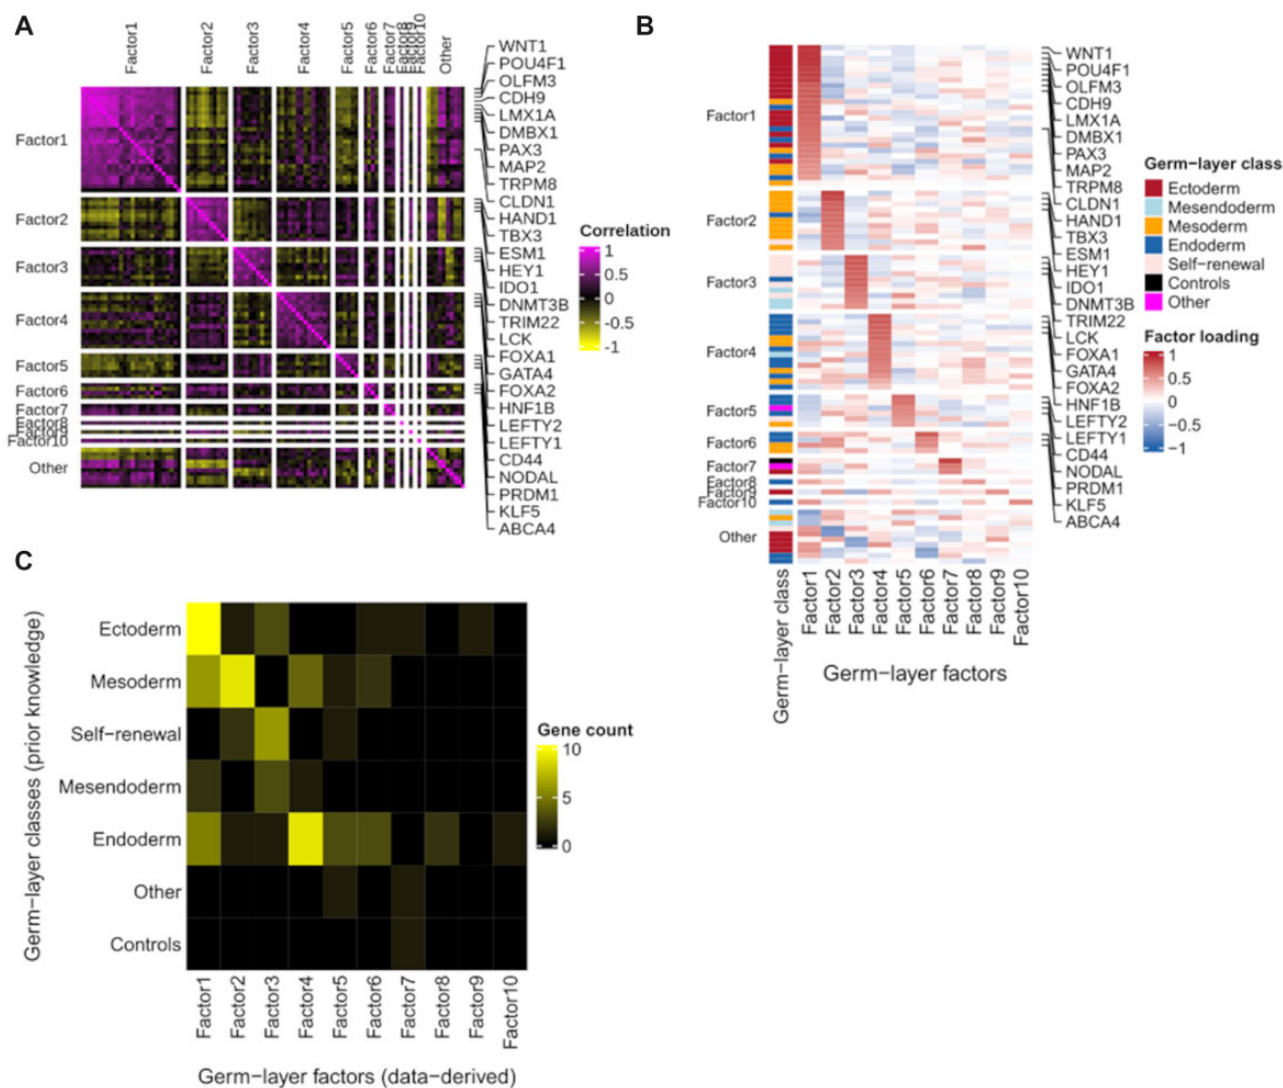 A
Factor1
Factor2
Factor3
Factor4
Factor5
Factor6
Factor7
Factor8
Factor9
Factor10
Other
Factor1
Factor2
Factor3
Factor4
Factor5
Factor6
Factor7
Factor8
Factor9
Factor10
Other
WNT1
POU4F1
OLFM3
CDH9
LMX1A
DMBX1
PAX3
MAP2
TRPM8
CLDN1
HAND1
TBX3
ESM1
HEY1
IDO1
DNMT3B
TRIM22
LCK
FOXA1
GATA4
FOXA2
HNF1B
LEFTY2
LEFTY1
CD44
NODAL
PRDM1
KLF5
ABCA4
Correlation
1
0.5
0
-0.5
-1
B
Factor1
Factor2
Factor3
Factor4
Factor5
Factor6
Factor7
Factor8
Factor9
Factor10
Other
WNT1
POU4F1
OLFM3
CDH9
LMX1A
DMBX1
PAX3
MAP2
TRPM8
CLDN1
HAND1
TBX3
ESM1
HEY1
IDO1
DNMT3B
TRIM22
LCK
FOXA1
GATA4
FOXA2
HNF1B
LEFTY2
LEFTY1
CD44
NODAL
PRDM1
KLF5
ABCA4
Germ−layer class
Ectoderm
Mesendoderm
Mesoderm
Endoderm
Self−renewal
Controls
Other
Factor loading
1
0.5
0
−0.5
−1
Germ−layer class
Factor1
Factor2
Factor3
Factor4
Factor5
Factor6
Factor7
Factor8
Factor9
Factor10
Germ−layer factors
C
Germ−layer classes (prior knowledge)
Ectoderm
Mesoderm
Self−renewal
Mesendoderm
Endoderm
Other
Controls
Factor1
Factor2
Factor3
Factor4
Factor5
Factor6
Factor7
Factor8
Factor9
Factor10
Germ−layer factors (data−derived)
Gene count
10
5
0